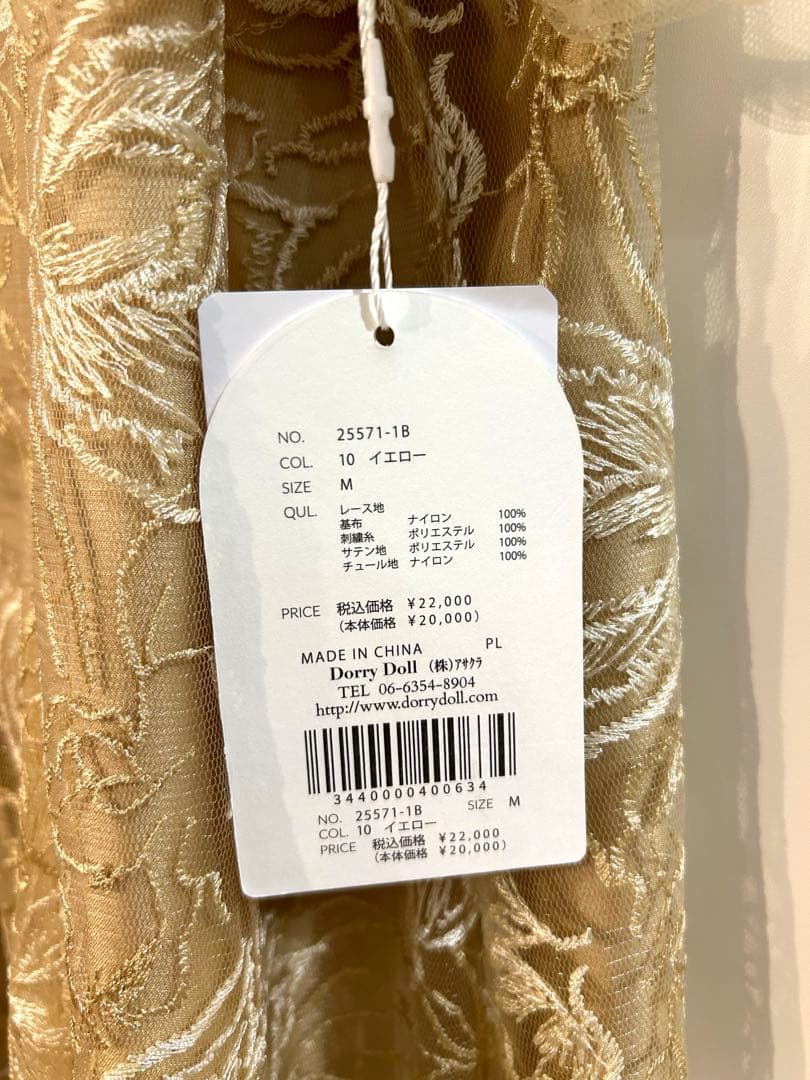 NO. 25571-1B
COL. 10 イエロー
SIZE M
QUL. レース地
基布 ナイロン 100%
刺繍糸 ポリエステル 100%
サテン地 ポリエステル 100%
チュール地 ナイロン 100%
PRICE 税込価格 ¥22,000
(本体価格 ¥20,000)
MADE IN CHINA PL
Dorry Doll (株)アサクラ
TEL 06-6354-8904
http://www.dorrydoll.com
3440000400634
NO. 25571-1B SIZE M
COL. 10 イエロー
PRICE 税込価格 ¥22,000
(本体価格 ¥20,000)